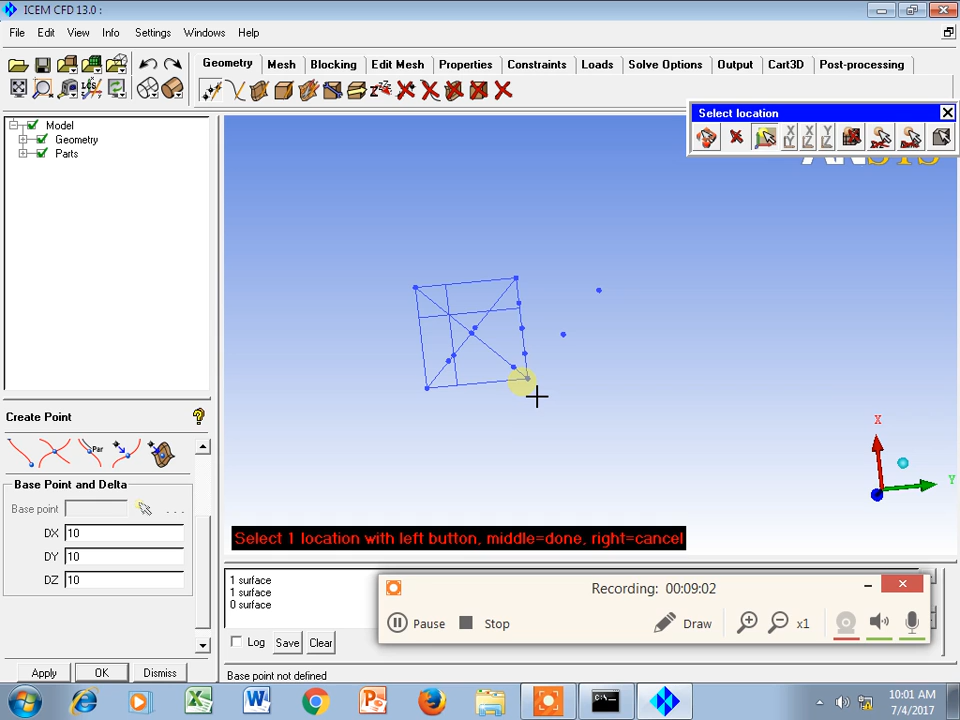 ICEM CFD 13.0 :
File Edit View Info Settings Windows Help
Geometry Mesh Blocking Edit Mesh Properties Constraints Loads Solve Options Output Cart3D Post-processing
LCS
Select location
Model
Geometry
Parts
ANSYS
X
Y
Create Point
Par
Base Point and Delta
Base point
DX 10
DY 10
DZ 10
Apply OK Dismiss
Select 1 location with left button, middle=done, right=cancel
1 surface
1 surface
0 surface
Log Save Clear
Base point not defined
Recording: 00:09:02
Pause Stop Draw x1
10:01 AM
7/4/2017